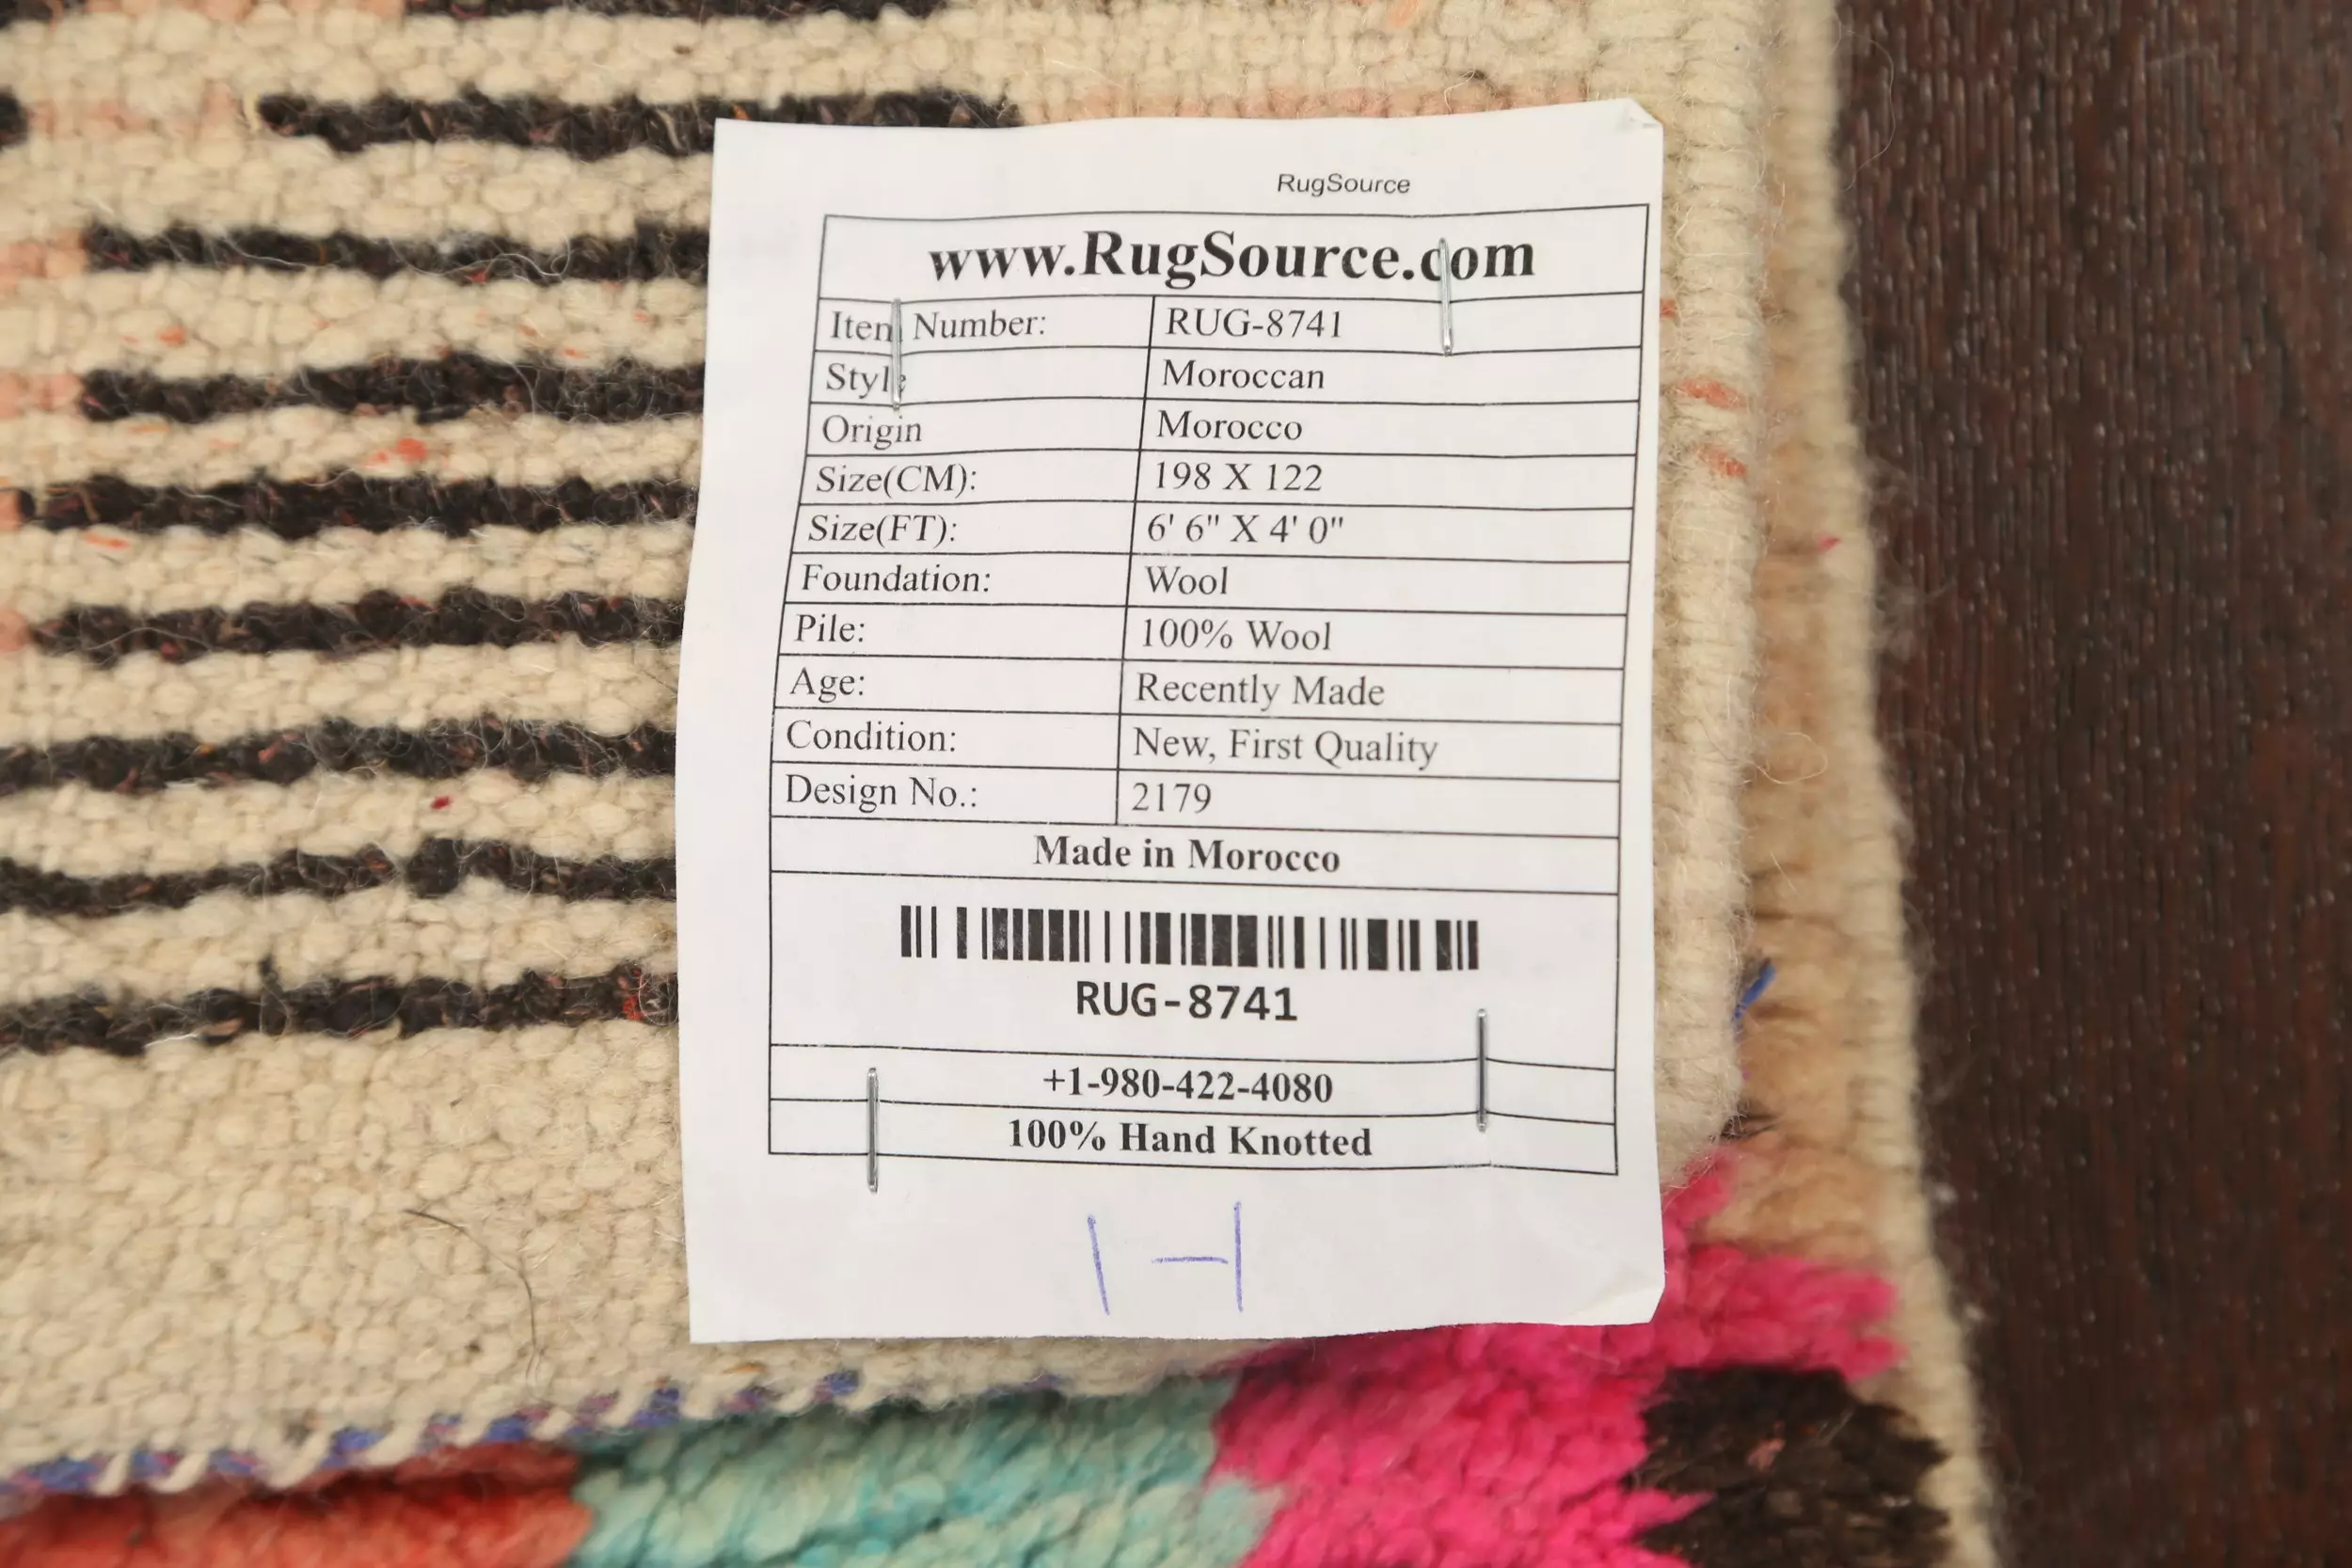 RugSource
www.RugSource.com
Item Number: RUG-8741
Style Moroccan
Origin Morocco
Size(CM): 198 X 122
Size(FT): 6' 6" X 4' 0"
Foundation: Wool
Pile: 100% Wool
Age: Recently Made
Condition: New, First Quality
Design No.: 2179
Made in Morocco
RUG-8741
+1-980-422-4080
100% Hand Knotted
1-1